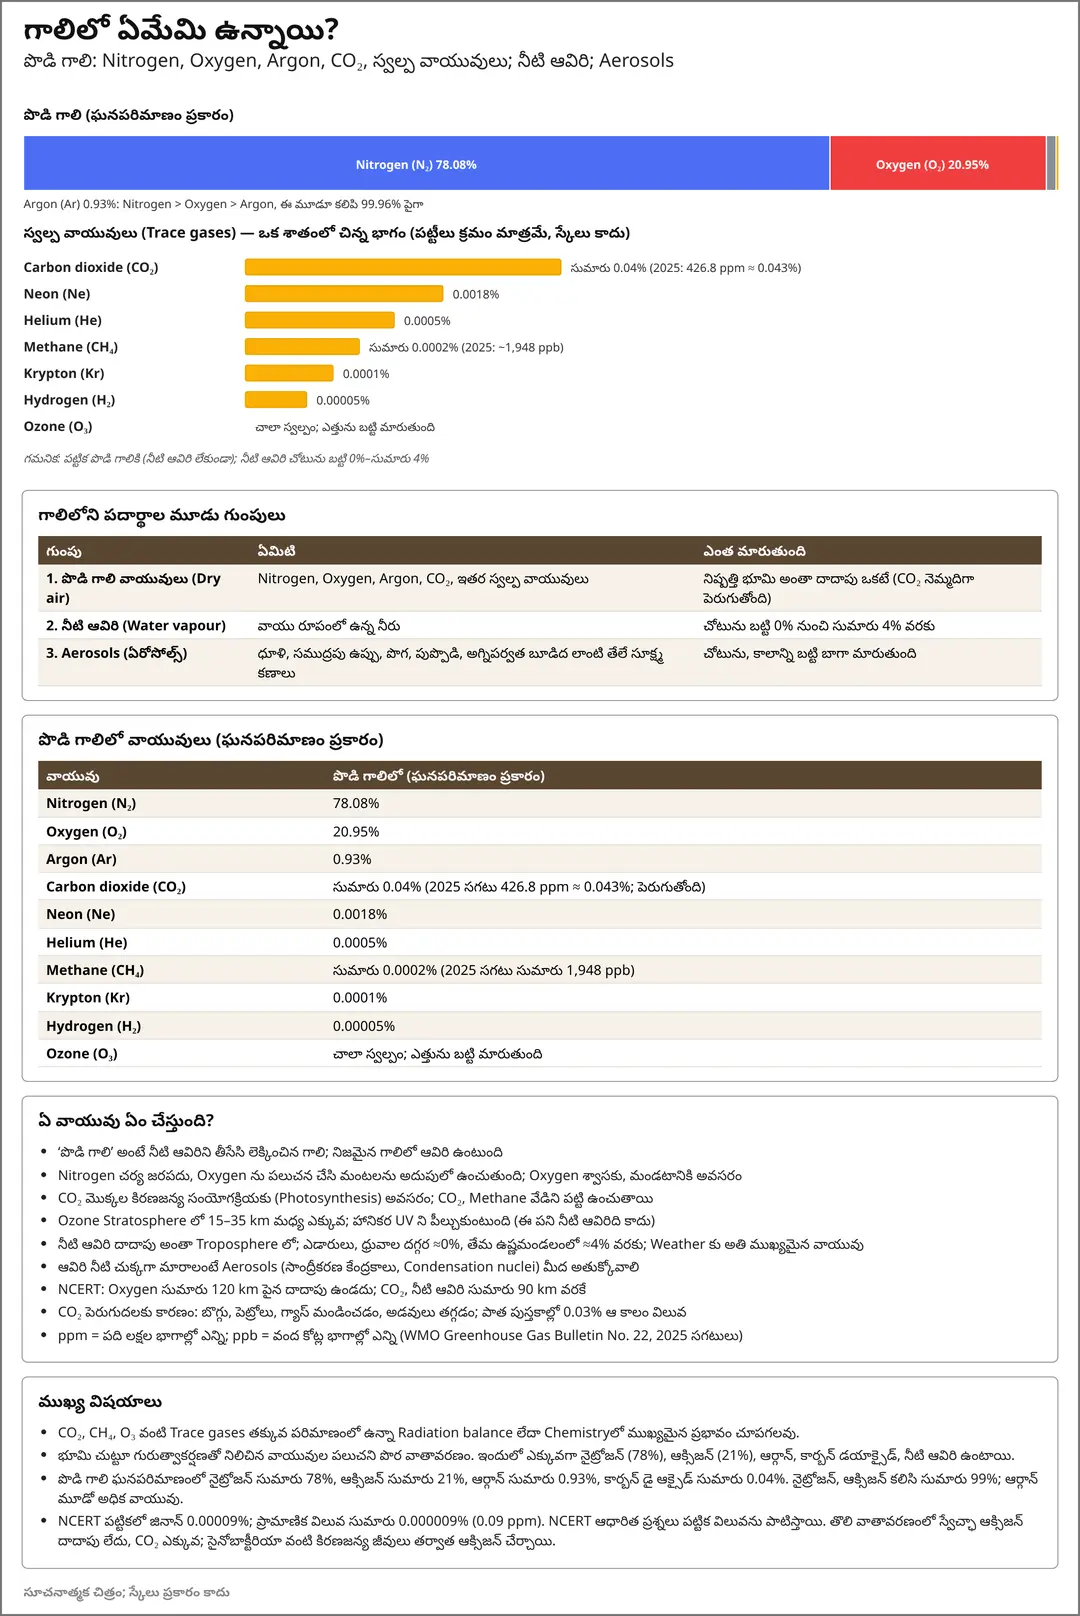 గాలిలో ఏమేమి ఉన్నాయి?
పొడి గాలి: Nitrogen, Oxygen, Argon, CO₂, స్వల్ప వాయువులు; నీటి ఆవిరి; Aerosols
పొడి గాలి (ఘనపరిమాణం ప్రకారం)
Nitrogen (N₂) 78.08%
Oxygen (O₂) 20.95%
Argon (Ar) 0.93%: Nitrogen > Oxygen > Argon, ఈ మూడూ కలిపి 99.96% పైగా
స్వల్ప వాయువులు (Trace gases) — ఒక శాతంలో చిన్న భాగం (పట్టీలు క్రమం మాత్రమే, స్కేలు కాదు)
Carbon dioxide (CO₂) సుమారు 0.04% (2025: 426.8 ppm ≈ 0.043%)
Neon (Ne) 0.0018%
Helium (He) 0.0005%
Methane (CH₄) సుమారు 0.0002% (2025: ~1,948 ppb)
Krypton (Kr) 0.0001%
Hydrogen (H₂) 0.00005%
Ozone (O₃) చాలా స్వల్పం; ఎత్తును బట్టి మారుతుంది
గమనిక: పట్టిక పొడి గాలికి (నీటి ఆవిరి లేకుండా); నీటి ఆవిరి చోటును బట్టి 0%–సుమారు 4%
గాలిలోని పదార్థాల మూడు గుంపులు
గుంపు ఏమిటి ఎంత మారుతుంది
1. పొడి గాలి వాయువులు (Dry air) Nitrogen, Oxygen, Argon, CO₂, ఇతర స్వల్ప వాయువులు నిష్పత్తి భూమి అంతా దాదాపు ఒకటే (CO₂ నెమ్మదిగా పెరుగుతోంది)
2. నీటి ఆవిరి (Water vapour) వాయు రూపంలో ఉన్న నీరు చోటును బట్టి 0% నుంచి సుమారు 4% వరకు
3. Aerosols (ఏరోసోల్స్) ధూళి, సముద్రపు ఉప్పు, పొగ, పుప్పొడి, అగ్నిపర్వత బూడిద లాంటి తేలే సూక్ష్మ కణాలు చోటును, కాలాన్ని బట్టి బాగా మారుతుంది
పొడి గాలిలో వాయువులు (ఘనపరిమాణం ప్రకారం)
వాయువు పొడి గాలిలో (ఘనపరిమాణం ప్రకారం)
Nitrogen (N₂) 78.08%
Oxygen (O₂) 20.95%
Argon (Ar) 0.93%
Carbon dioxide (CO₂) సుమారు 0.04% (2025 సగటు 426.8 ppm ≈ 0.043%; పెరుగుతోంది)
Neon (Ne) 0.0018%
Helium (He) 0.0005%
Methane (CH₄) సుమారు 0.0002% (2025 సగటు సుమారు 1,948 ppb)
Krypton (Kr) 0.0001%
Hydrogen (H₂) 0.00005%
Ozone (O₃) చాలా స్వల్పం; ఎత్తును బట్టి మారుతుంది
ఏ వాయువు ఏం చేస్తుంది?
• ‘పొడి గాలి’ అంటే నీటి ఆవిరిని తీసేసి లెక్కించిన గాలి; నిజమైన గాలిలో ఆవిరి ఉంటుంది
• Nitrogen చర్య జరపదు, Oxygen ను పలుచన చేసి మంటలను అదుపులో ఉంచుతుంది; Oxygen శ్వాసకు, మండటానికి అవసరం
• CO₂ మొక్కల కిరణజన్య సంయోగక్రియకు (Photosynthesis) అవసరం; CO₂, Methane వేడిని పట్టి ఉంచుతాయి
• Ozone Stratosphere లో 15–35 km మధ్య ఎక్కువ; హానికర UV ని పీల్చుకుంటుంది (ఈ పని నీటి ఆవిరిది కాదు)
• నీటి ఆవిరి దాదాపు అంతా Troposphere లో; ఎడారులు, ధ్రువాల దగ్గర ≈0%, తేమ ఉష్ణమండలంలో ≈4% వరకు; Weather కు అతి ముఖ్యమైన వాయువు
• ఆవిరి నీటి చుక్కగా మారాలంటే Aerosols (సాంద్రీకరణ కేంద్రకాలు, Condensation nuclei) మీద అతుక్కోవాలి
• NCERT: Oxygen సుమారు 120 km పైన దాదాపు ఉండదు; CO₂, నీటి ఆవిరి సుమారు 90 km వరకే
• CO₂ పెరుగుదలకు కారణం: బొగ్గు, పెట్రోలు, గ్యాస్ మండించడం, అడవులు తగ్గడం; పాత పుస్తకాల్లో 0.03% ఆ కాలం విలువ
• ppm = పది లక్షల భాగాల్లో ఎన్ని; ppb = వంద కోట్ల భాగాల్లో ఎన్ని (WMO Greenhouse Gas Bulletin No. 22, 2025 సగటులు)
ముఖ్య విషయాలు
• CO₂, CH₄, O₃ వంటి Trace gases తక్కువ పరిమాణంలో ఉన్నా Radiation balance లేదా Chemistryలో ముఖ్యమైన ప్రభావం చూపగలవు.
• భూమి చుట్టూ గురుత్వాకర్షణతో నిలిచిన వాయువుల పలుచని పొర వాతావరణం. ఇందులో ఎక్కువగా నైట్రోజన్ (78%), ఆక్సిజన్ (21%), ఆర్గాన్, కార్బన్ డయాక్సైడ్, నీటి ఆవిరి ఉంటాయి.
• పొడి గాలి ఘనపరిమాణంలో నైట్రోజన్ సుమారు 78%, ఆక్సిజన్ సుమారు 21%, ఆర్గాన్ సుమారు 0.93%, కార్బన్ డై ఆక్సైడ్ సుమారు 0.04%. నైట్రోజన్, ఆక్సిజన్ కలిసి సుమారు 99%; ఆర్గాన్
మూడో అధిక వాయువు.
• NCERT పట్టికలో జినాన్ 0.00009%; ప్రామాణిక విలువ సుమారు 0.000009% (0.09 ppm). NCERT ఆధారిత ప్రశ్నలు పట్టిక విలువను పాటిస్తాయి. తొలి వాతావరణంలో స్వేచ్ఛా ఆక్సిజన్
దాదాపు లేదు, CO₂ ఎక్కువ; సైనోబాక్టీరియా వంటి కిరణజన్య జీవులు తర్వాత ఆక్సిజన్ చేర్చాయి.
సూచనాత్మక చిత్రం; స్కేలు ప్రకారం కాదు